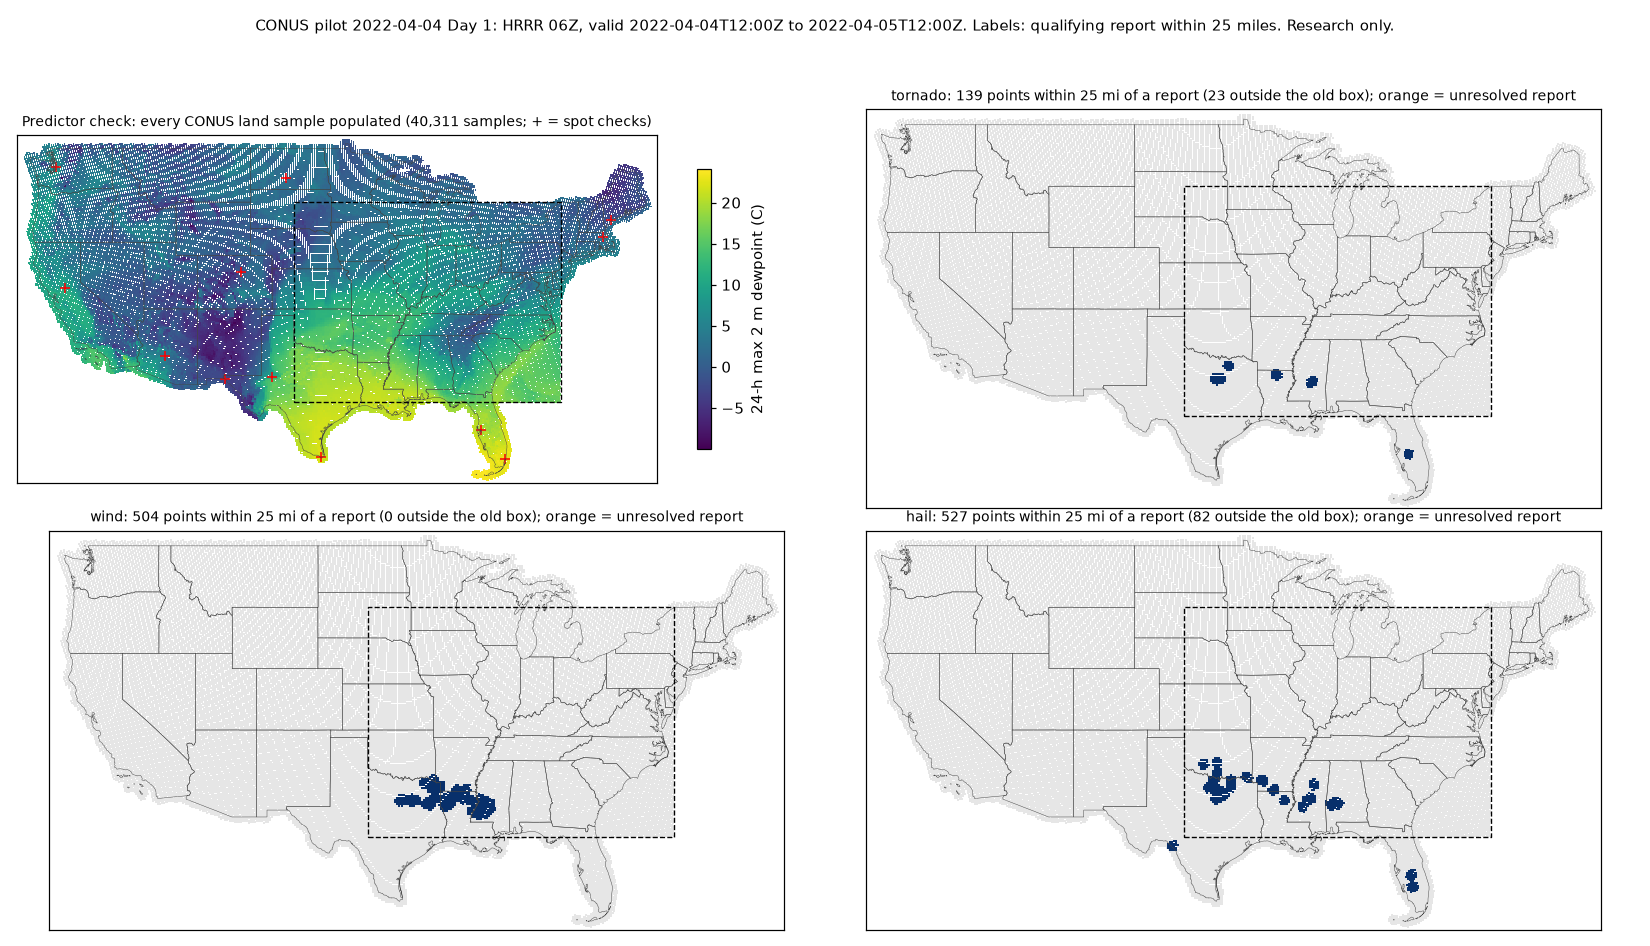 CONUS pilot 2022-04-04 Day 1: HRRR 06Z, valid 2022-04-04T12:00Z to 2022-04-05T12:00Z. Labels: qualifying report within 25 miles. Research only.
Predictor check: every CONUS land sample populated (40,311 samples; + = spot checks)
20
15
10
5
0
−5
24-h max 2 m dewpoint (C)
tornado: 139 points within 25 mi of a report (23 outside the old box); orange = unresolved report
wind: 504 points within 25 mi of a report (0 outside the old box); orange = unresolved report
hail: 527 points within 25 mi of a report (82 outside the old box); orange = unresolved report